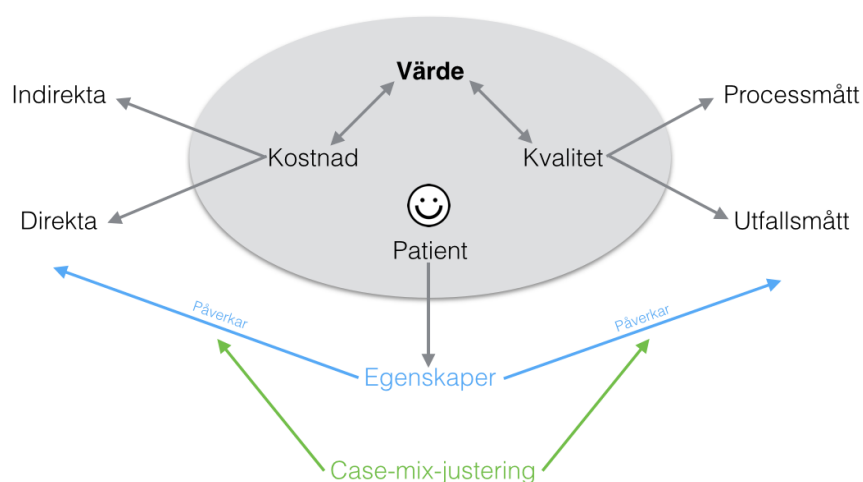 Värde
Indirekta
Processmått
Kostnad
Kvalitet
Direkta
Utfallsmått
Patient
Påverkar
Påverkar
Egenskaper
Case-mix-justering